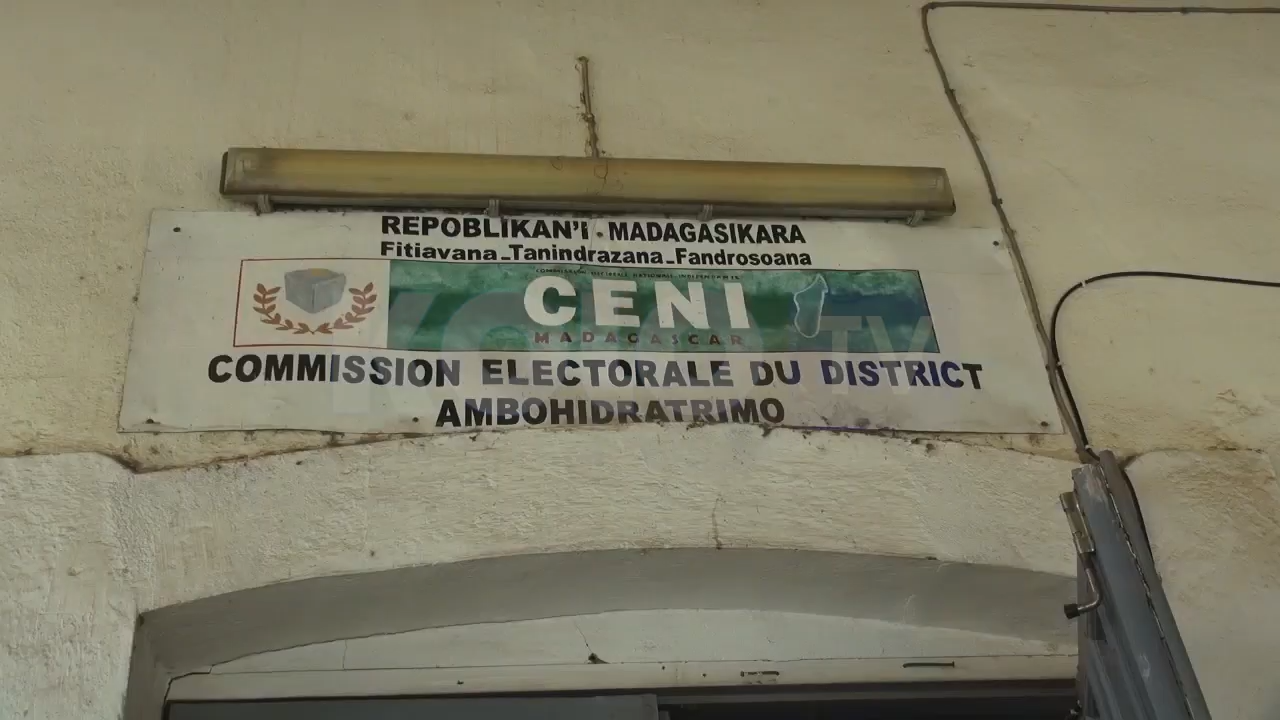 REPOBLIKAN'I - MADAGASIKARA
Fitiavana_Tanindrazana_Fandrosoana
CENI
MADAGASCAR
COMMISSION ELECTORALE DU DISTRICT
AMBOHIDRATRIMO